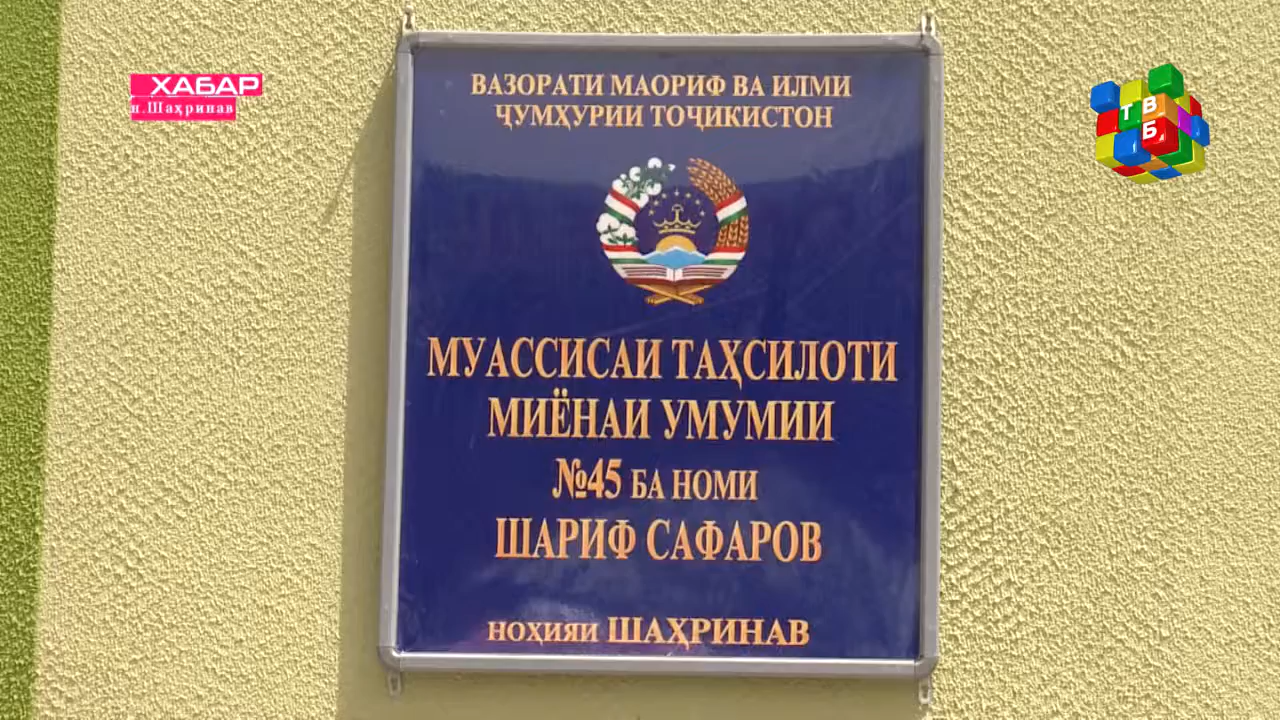 ХАБАР
н.Шаҳринав
ТВ
Б
ВАЗОРАТИ МАОРИФ ВА ИЛМИ
ҶУМҲУРИИ ТОҶИКИСТОН
МУАССИСАИ ТАҲСИЛОТИ
МИЁНАИ УМУМИИ
№45 БА НОМИ
ШАРИФ САФАРОВ
НОҲИЯИ ШАҲРИНАВ